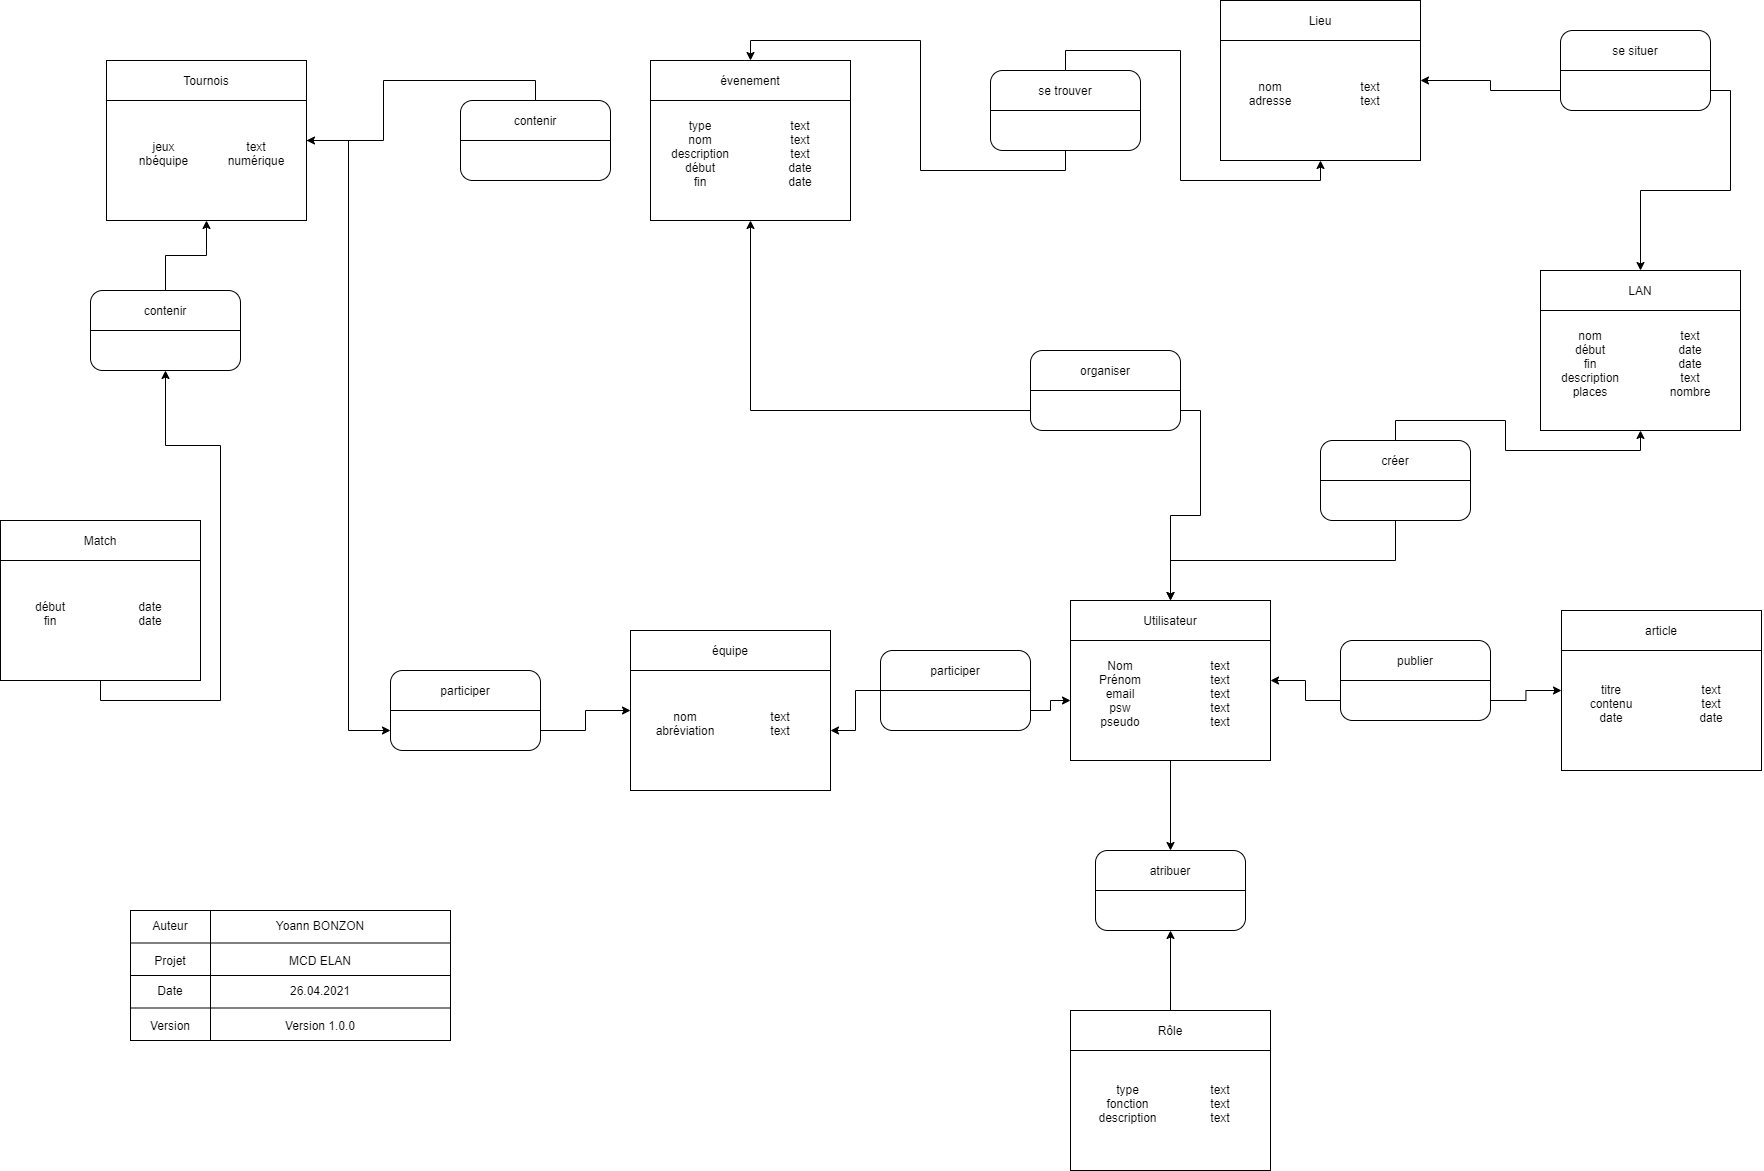 Lieu
nom text
adresse text
se situer
Tournois
jeux text
nbéquipe numérique
contenir
évenement
type text
nom text
description text
début date
fin date
se trouver
contenir
LAN
nom text
début date
fin date
description text
places nombre
organiser
créer
Match
début date
fin date
participer
équipe
nom text
abréviation text
participer
Utilisateur
Nom text
Prénom text
email text
psw text
pseudo text
publier
article
titre text
contenu text
date date
atribuer
Auteur Yoann BONZON
Projet MCD ELAN
Date 26.04.2021
Version Version 1.0.0
Rôle
type text
fonction text
description text